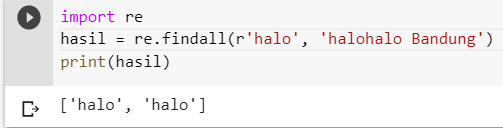 import re
hasil = re.findall(r'halo', 'halohalo Bandung')
print(hasil)
['halo', 'halo']